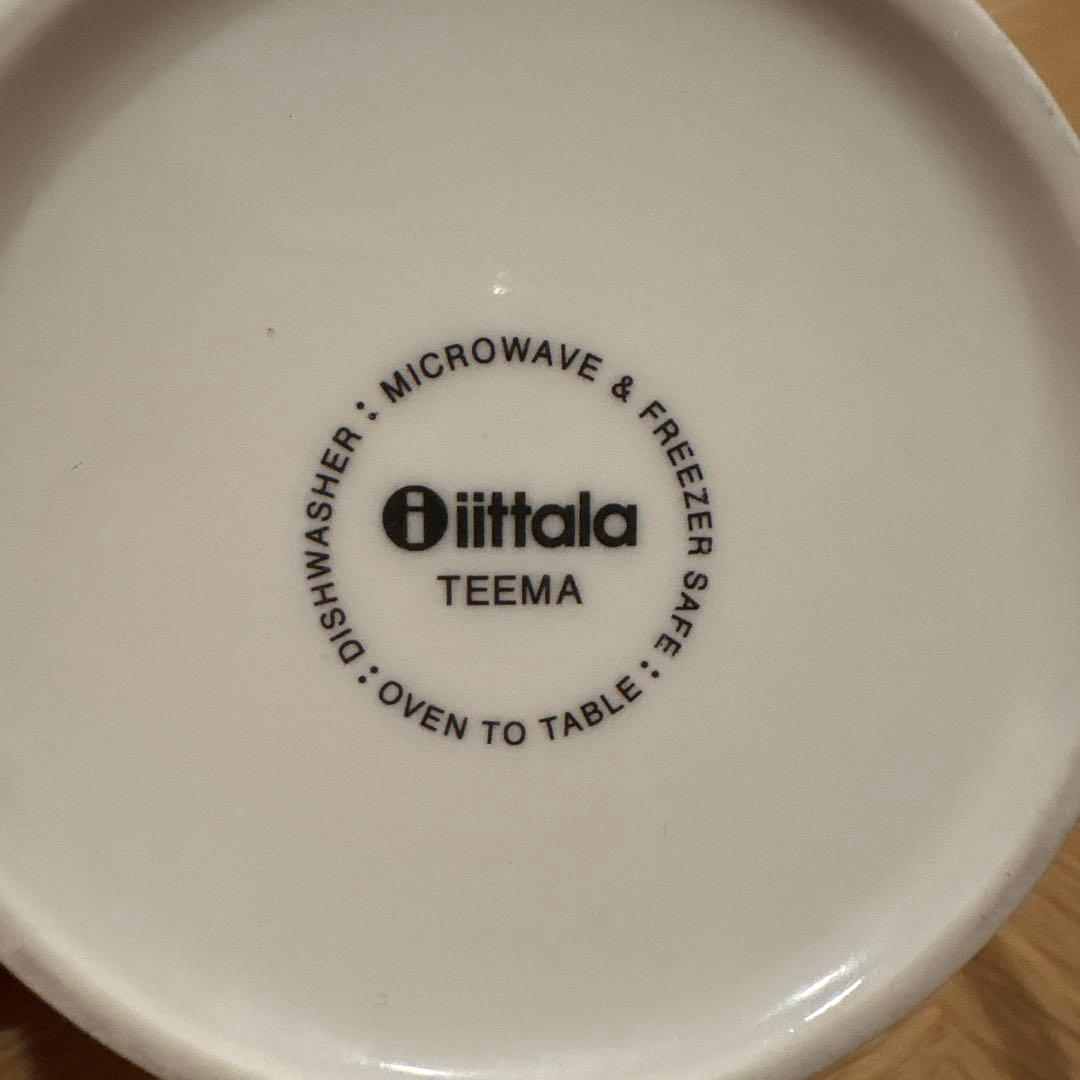 MICROWAVE & FREEZER SAFE :
OVEN TO TABLE :
DISHWASHER :
i iittala
TEEMA